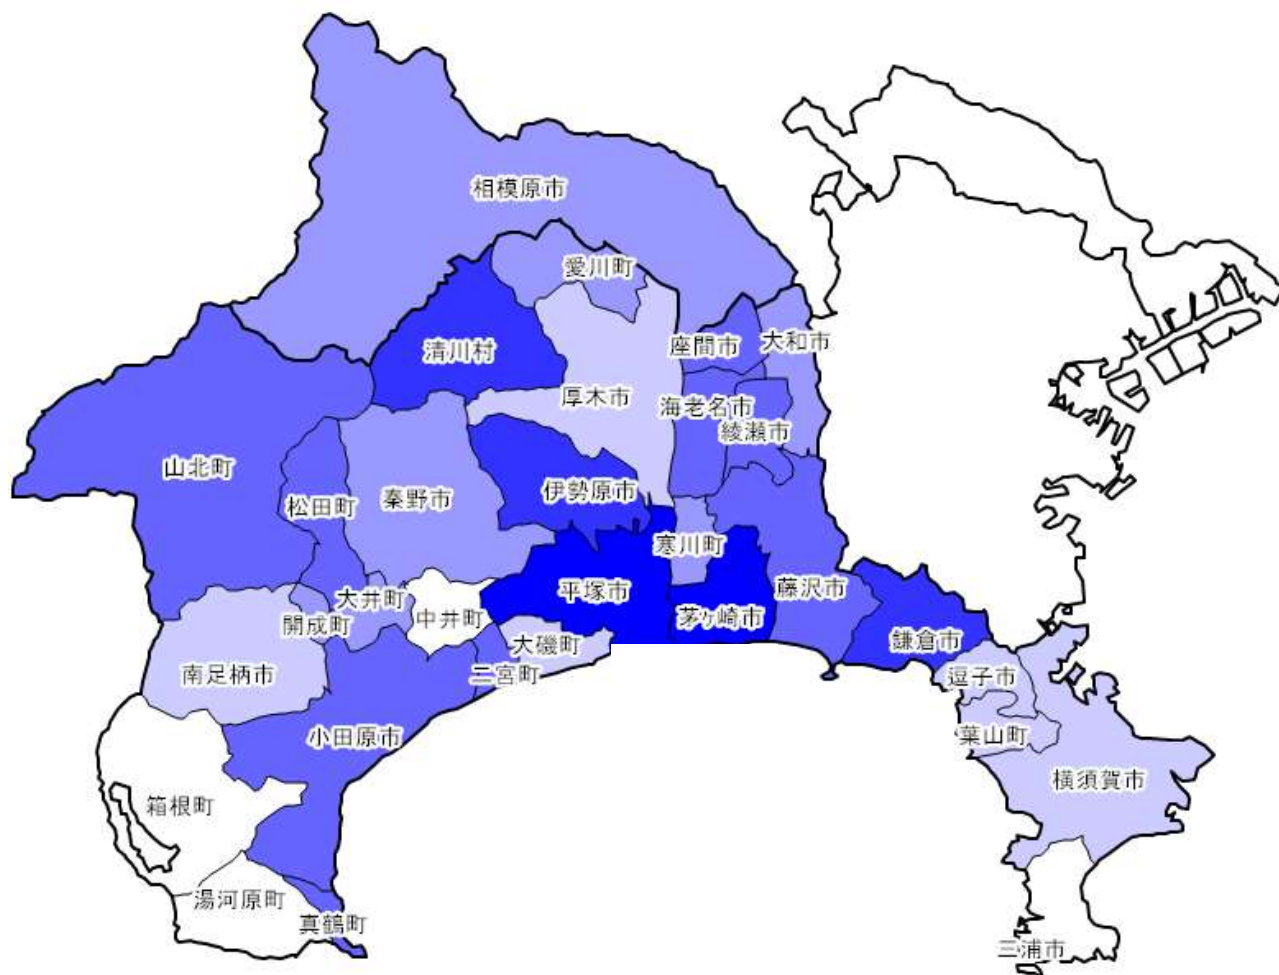 相模原市
愛川町
清川村
座間市
大和市
厚木市
海老名市
綾瀬市
山北町
松田町
秦野市
伊勢原市
寒川町
平塚市
茅ヶ崎市
藤沢市
大井町
開成町
中井町
大磯町
二宮町
鎌倉市
南足柄市
逗子市
小田原市
葉山町
横須賀市
箱根町
湯河原町
真鶴町
三浦市